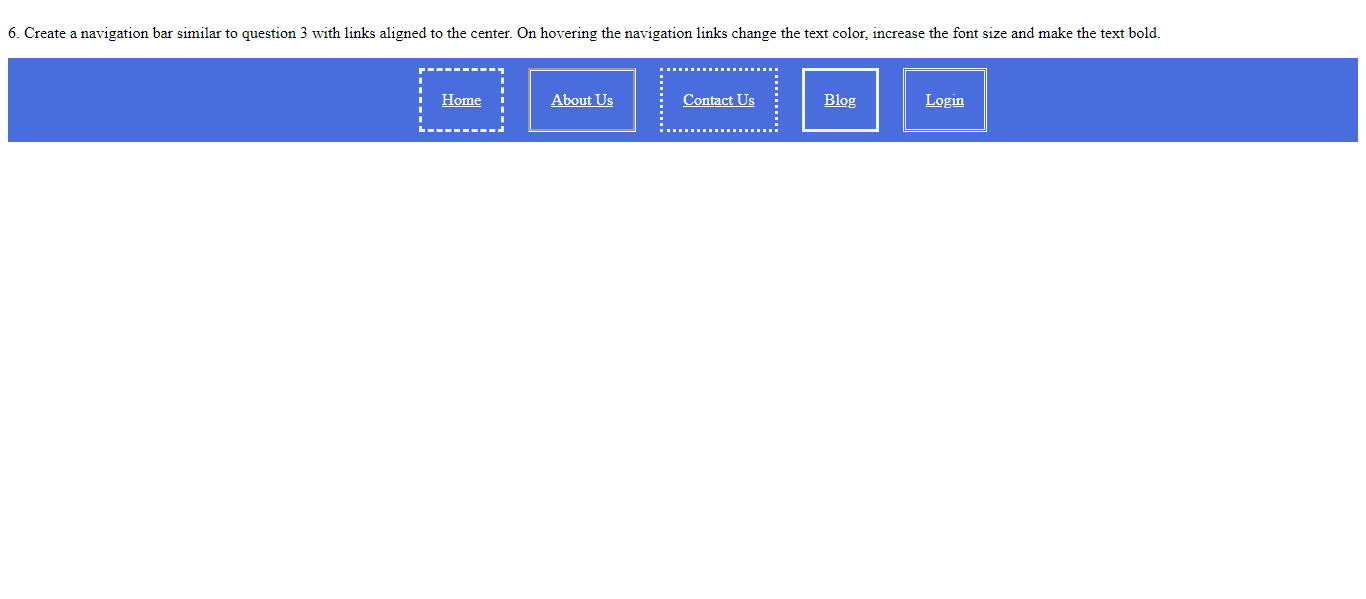 6. Create a navigation bar similar to question 3 with links aligned to the center. On hovering the navigation links change the text color, increase the font size and make the text bold.
Home About Us Contact Us Blog Login